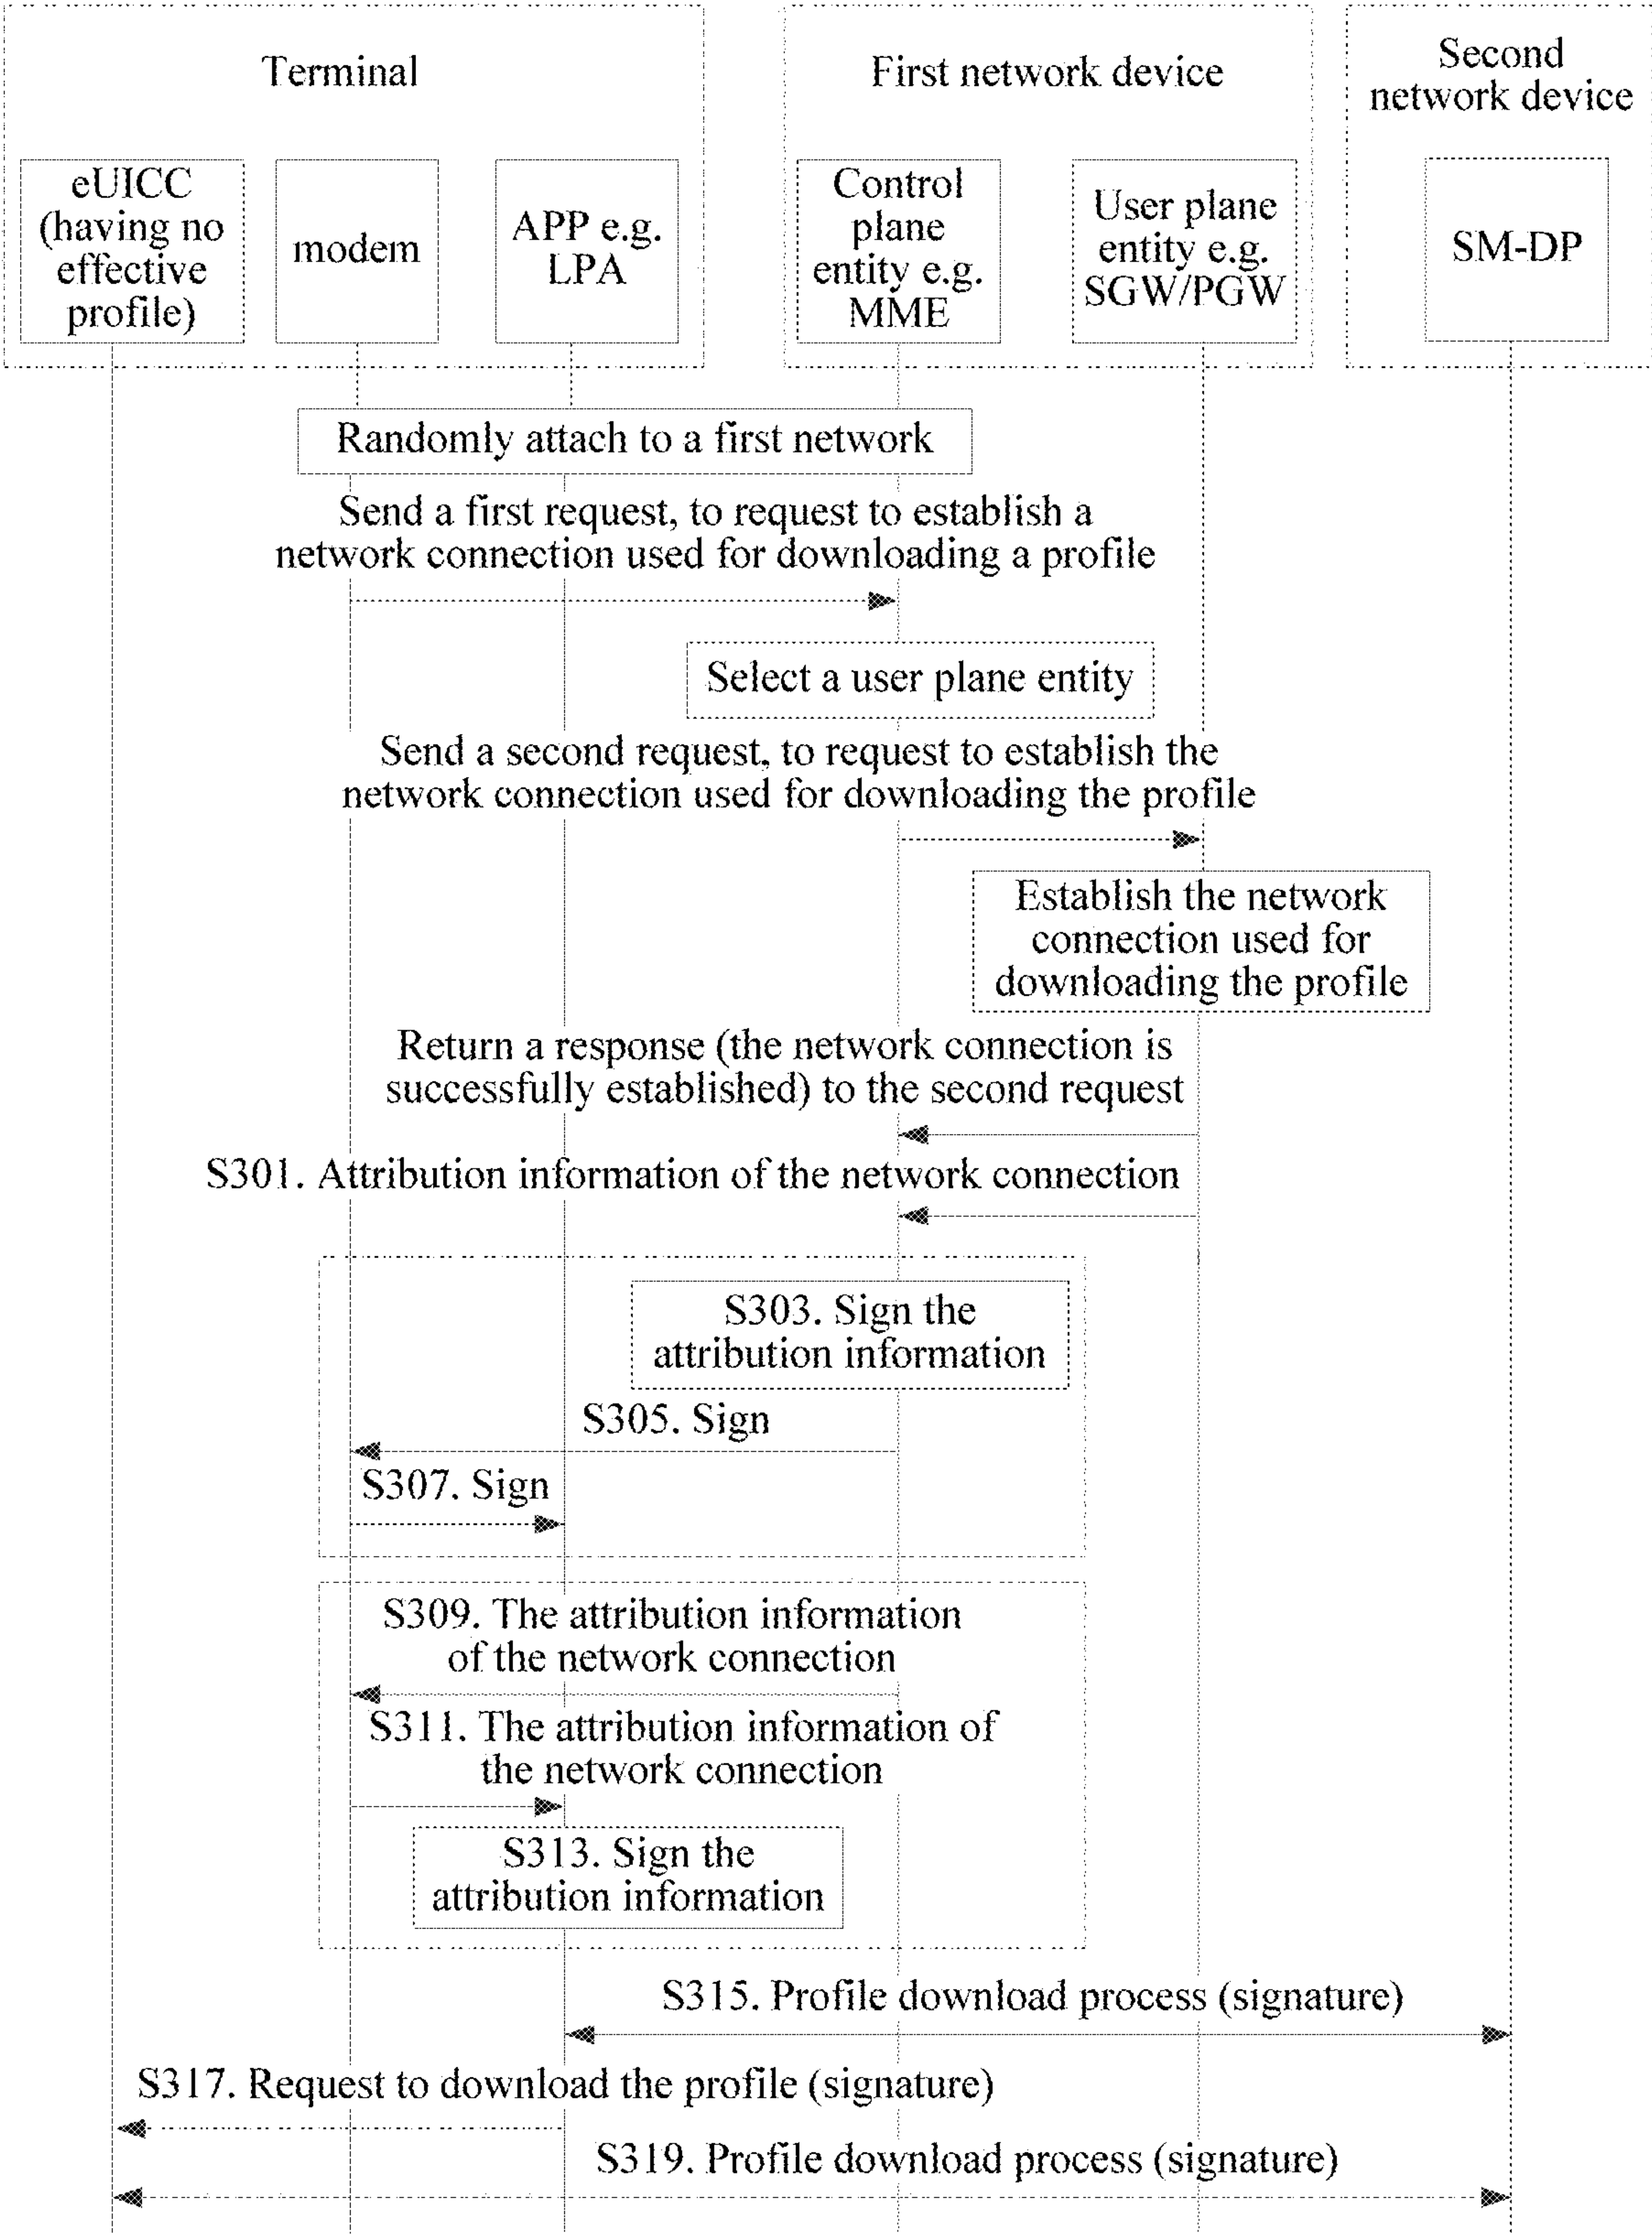 Terminal
First network device
Second
network device
eUICC
(having no
effective
profile)
modem
APP e.g.
LPA
Control
plane
entity e.g.
MME
User plane
entity e.g.
SGW/PGW
SM-DP
Randomly attach to a first network
Send a first request, to request to establish a
network connection used for downloading a profile
Select a user plane entity
Send a second request, to request to establish the
network connection used for downloading the profile
Establish the network
connection used for
downloading the profile
Return a response (the network connection is
successfully established) to the second request
S301. Attribution information of the network connection
S303. Sign the
attribution information
S305. Sign
S307. Sign
S309. The attribution information
of the network connection
S311. The attribution information of
the network connection
S313. Sign the
attribution information
S315. Profile download process (signature)
S317. Request to download the profile (signature)
S319. Profile download process (signature)